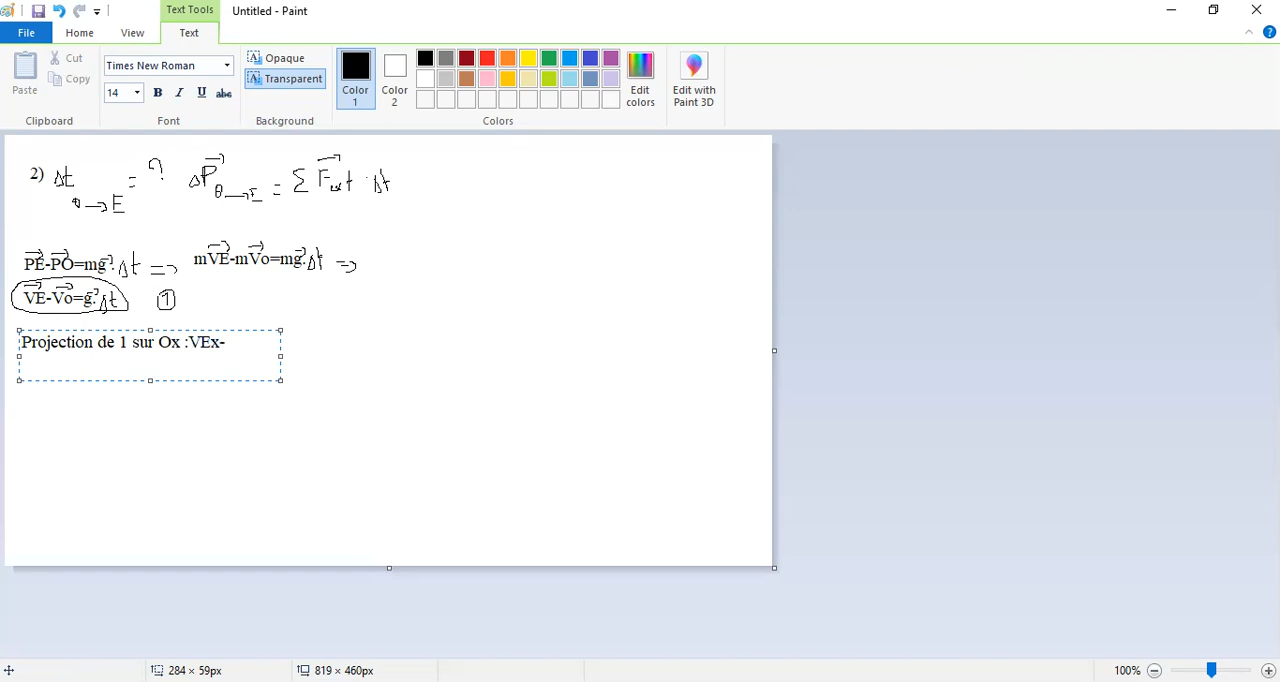 Text Tools
Untitled - Paint
File
Home
View
Text
Paste
Cut
Copy
Clipboard
Times New Roman
14
B I U abc
Font
Opaque
Transparent
Background
Color 1
Color 2
Edit colors
Colors
Edit with Paint 3D
2) Δt = ? ΔP⃗ = Σ F⃗ext . Δt
θ→E θ→E
PE-PO=mg.Δt => mVE-mVo=mg.Δt =>
VE-Vo=g.Δt ①
Projection de 1 sur Ox :VEx-
284 × 59px
819 × 460px
100%